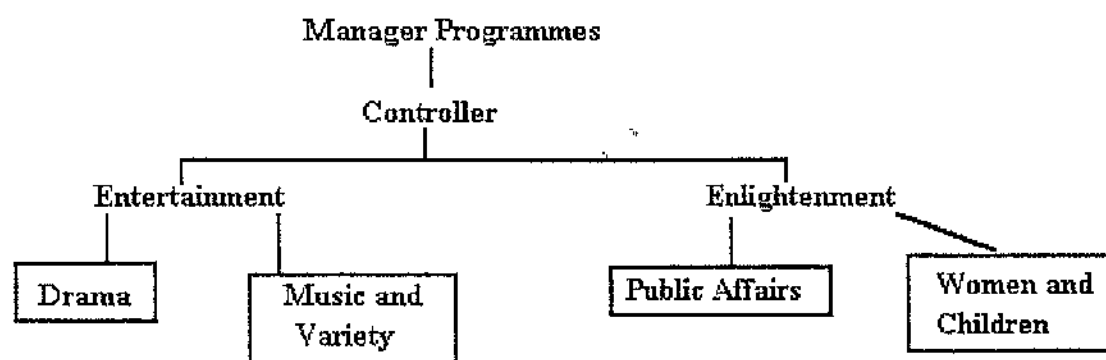 Manager Programmes
Controller
Entertainment
Enlightenment
Drama
Music and
Variety
Public Affairs
Women and
Children